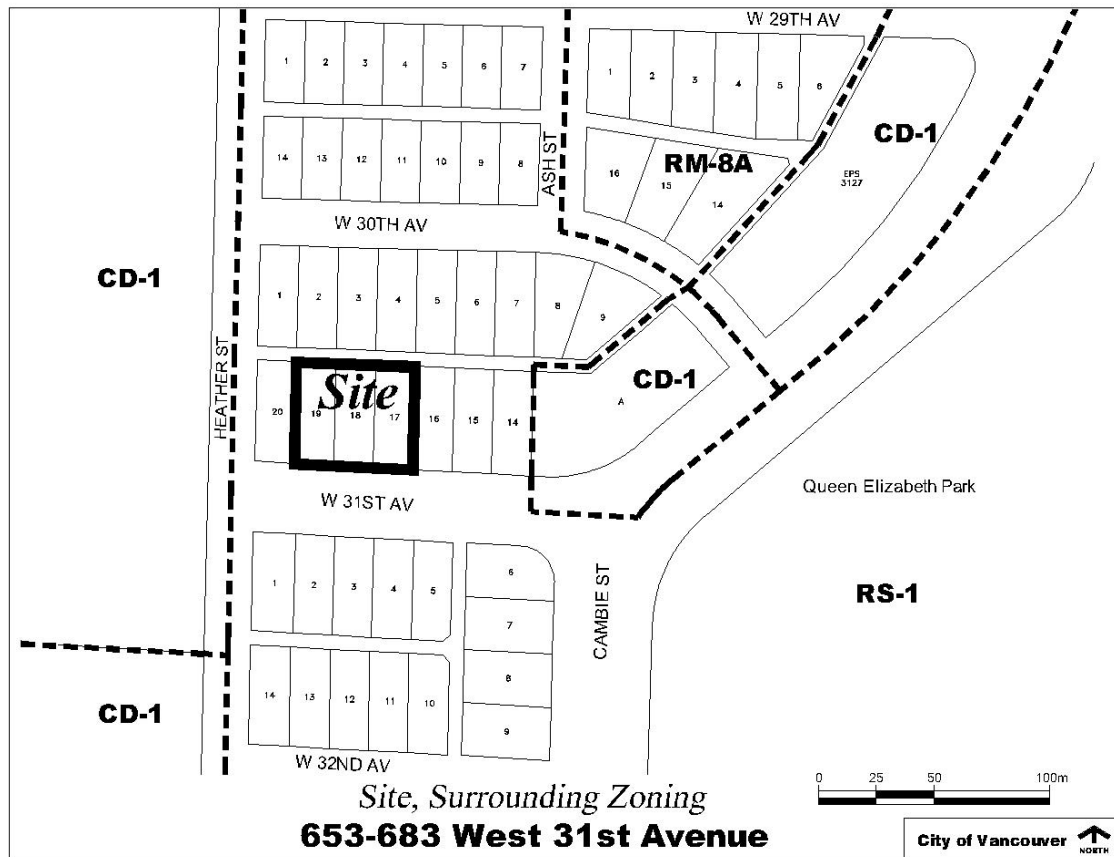 W 29TH AV
1 2 3 4 5 6 7
1 2 3 4 5 6
CD-1
ASH ST
14 13 12 11 10 9 8
RM-8A
16 15 14
EPS
3127
W 30TH AV
CD-1
1 2 3 4 5 6 7 8 9
HEATHER ST
Site
CD-1
20 19 18 17 16 15 14 A
Queen Elizabeth Park
W 31ST AV
1 2 3 4 5
6
7
8
9
CAMBIE ST
RS-1
CD-1
14 13 12 11 10
W 32ND AV
0 25 50 100m
Site, Surrounding Zoning
653-683 West 31st Avenue
City of Vancouver
NORTH